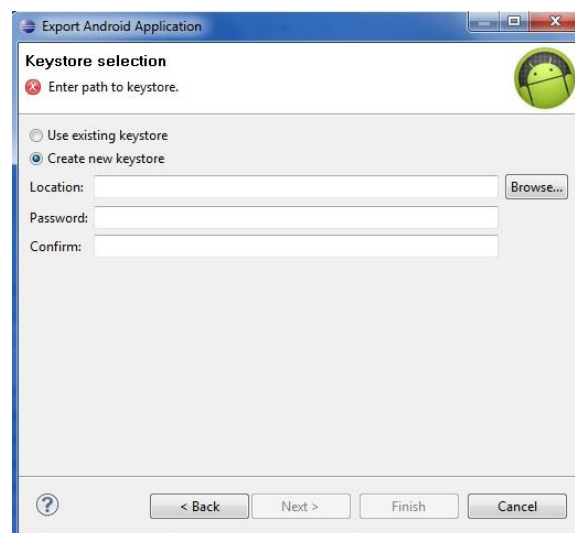 Export Android Application
Keystore selection
Enter path to keystore.
Use existing keystore
Create new keystore
Location:
Browse...
Password:
Confirm:
?
< Back
Next >
Finish
Cancel